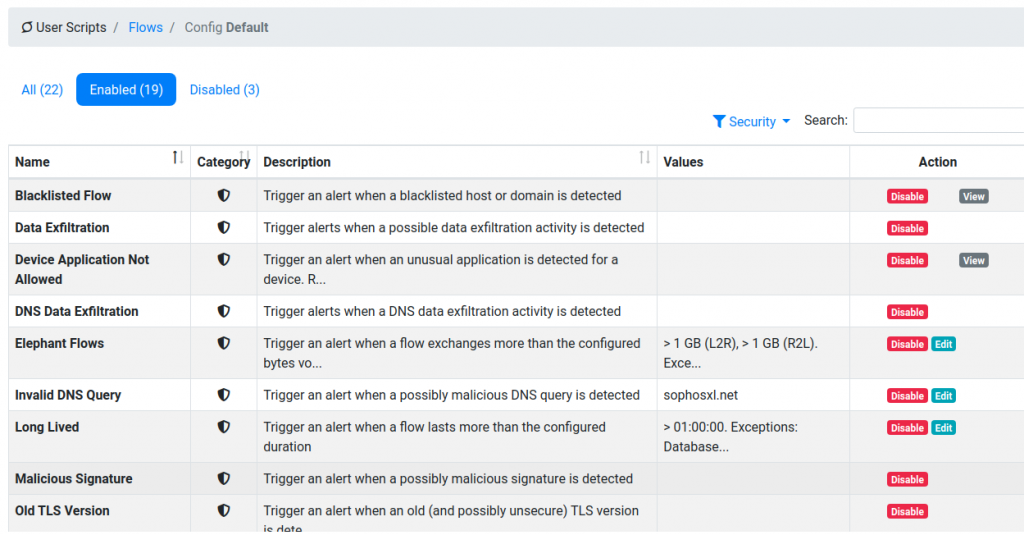 User Scripts / Flows / Config Default
All (22) Enabled (19) Disabled (3)
Security Search:
Name Category Description Values Action
Blacklisted Flow Trigger an alert when a blacklisted host or domain is detected Disable View
Data Exfiltration Trigger alerts when a possible data exfiltration activity is detected Disable
Device Application Not Trigger an alert when an unusual application is detected for a Disable View
Allowed device. R...
DNS Data Exfiltration Trigger alerts when a DNS data exfiltration activity is detected Disable
Elephant Flows Trigger an alert when a flow exchanges more than the configured > 1 GB (L2R), > 1 GB (R2L). Disable Edit
bytes vo... Exce...
Invalid DNS Query Trigger an alert when a possibly malicious DNS query is detected sophosxl.net Disable Edit
Long Lived Trigger an alert when a flow lasts more than the configured > 01:00:00. Exceptions: Disable Edit
duration Database...
Malicious Signature Trigger an alert when a possibly malicious signature is detected Disable
Old TLS Version Trigger an alert when an old (and possibly unsecure) TLS version Disable
is dete